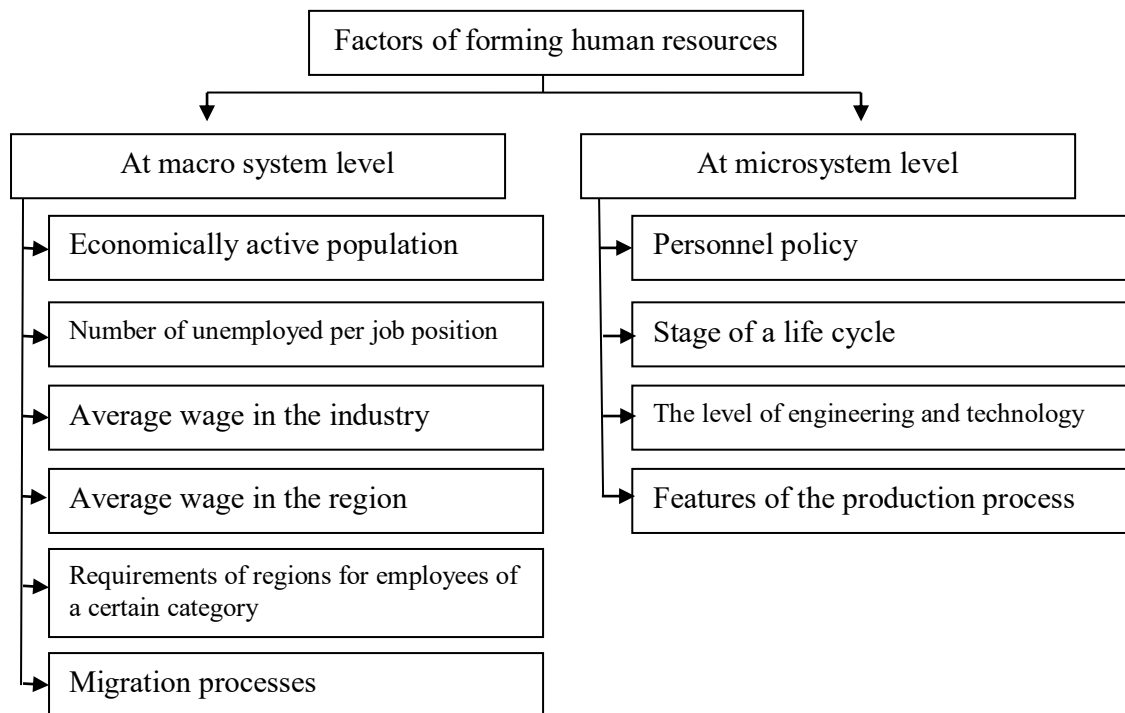 Factors of forming human resources
At macro system level
Economically active population
Number of unemployed per job position
Average wage in the industry
Average wage in the region
Requirements of regions for employees of
a certain category
Migration processes
At microsystem level
Personnel policy
Stage of a life cycle
The level of engineering and technology
Features of the production process